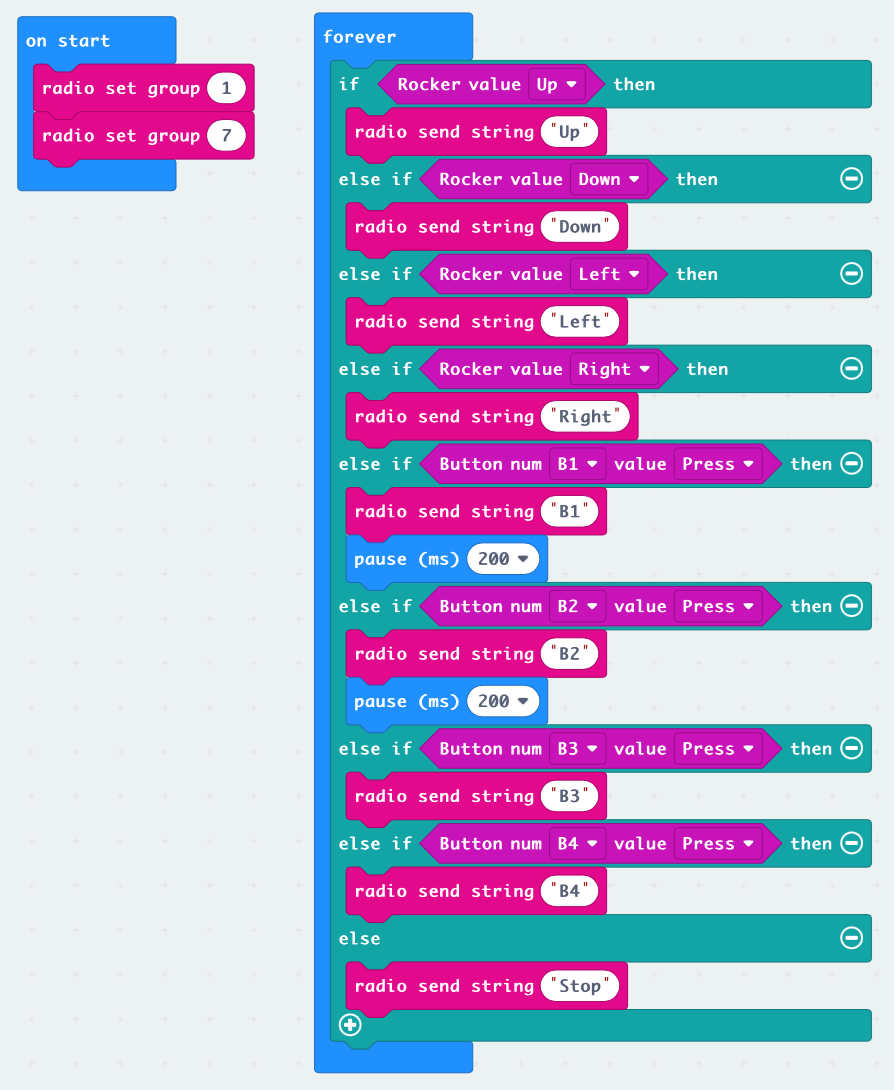 on start
radio set group 1
radio set group 7
forever
if Rocker value Up then
radio send string "Up"
else if Rocker value Down then
radio send string "Down"
else if Rocker value Left then
radio send string "Left"
else if Rocker value Right then
radio send string "Right"
else if Button num B1 value Press then
radio send string "B1"
pause (ms) 200
else if Button num B2 value Press then
radio send string "B2"
pause (ms) 200
else if Button num B3 value Press then
radio send string "B3"
else if Button num B4 value Press then
radio send string "B4"
else
radio send string "Stop"